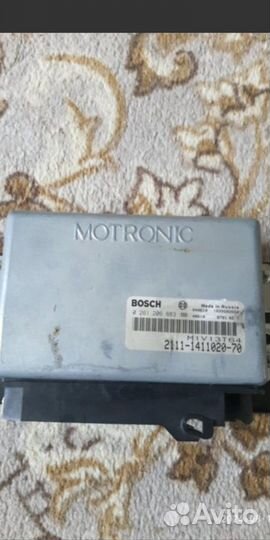 MOTRONIC
BOSCH
Made in Russia
0 261 206 683
M1V13T64
2111-1411020-70
Avito